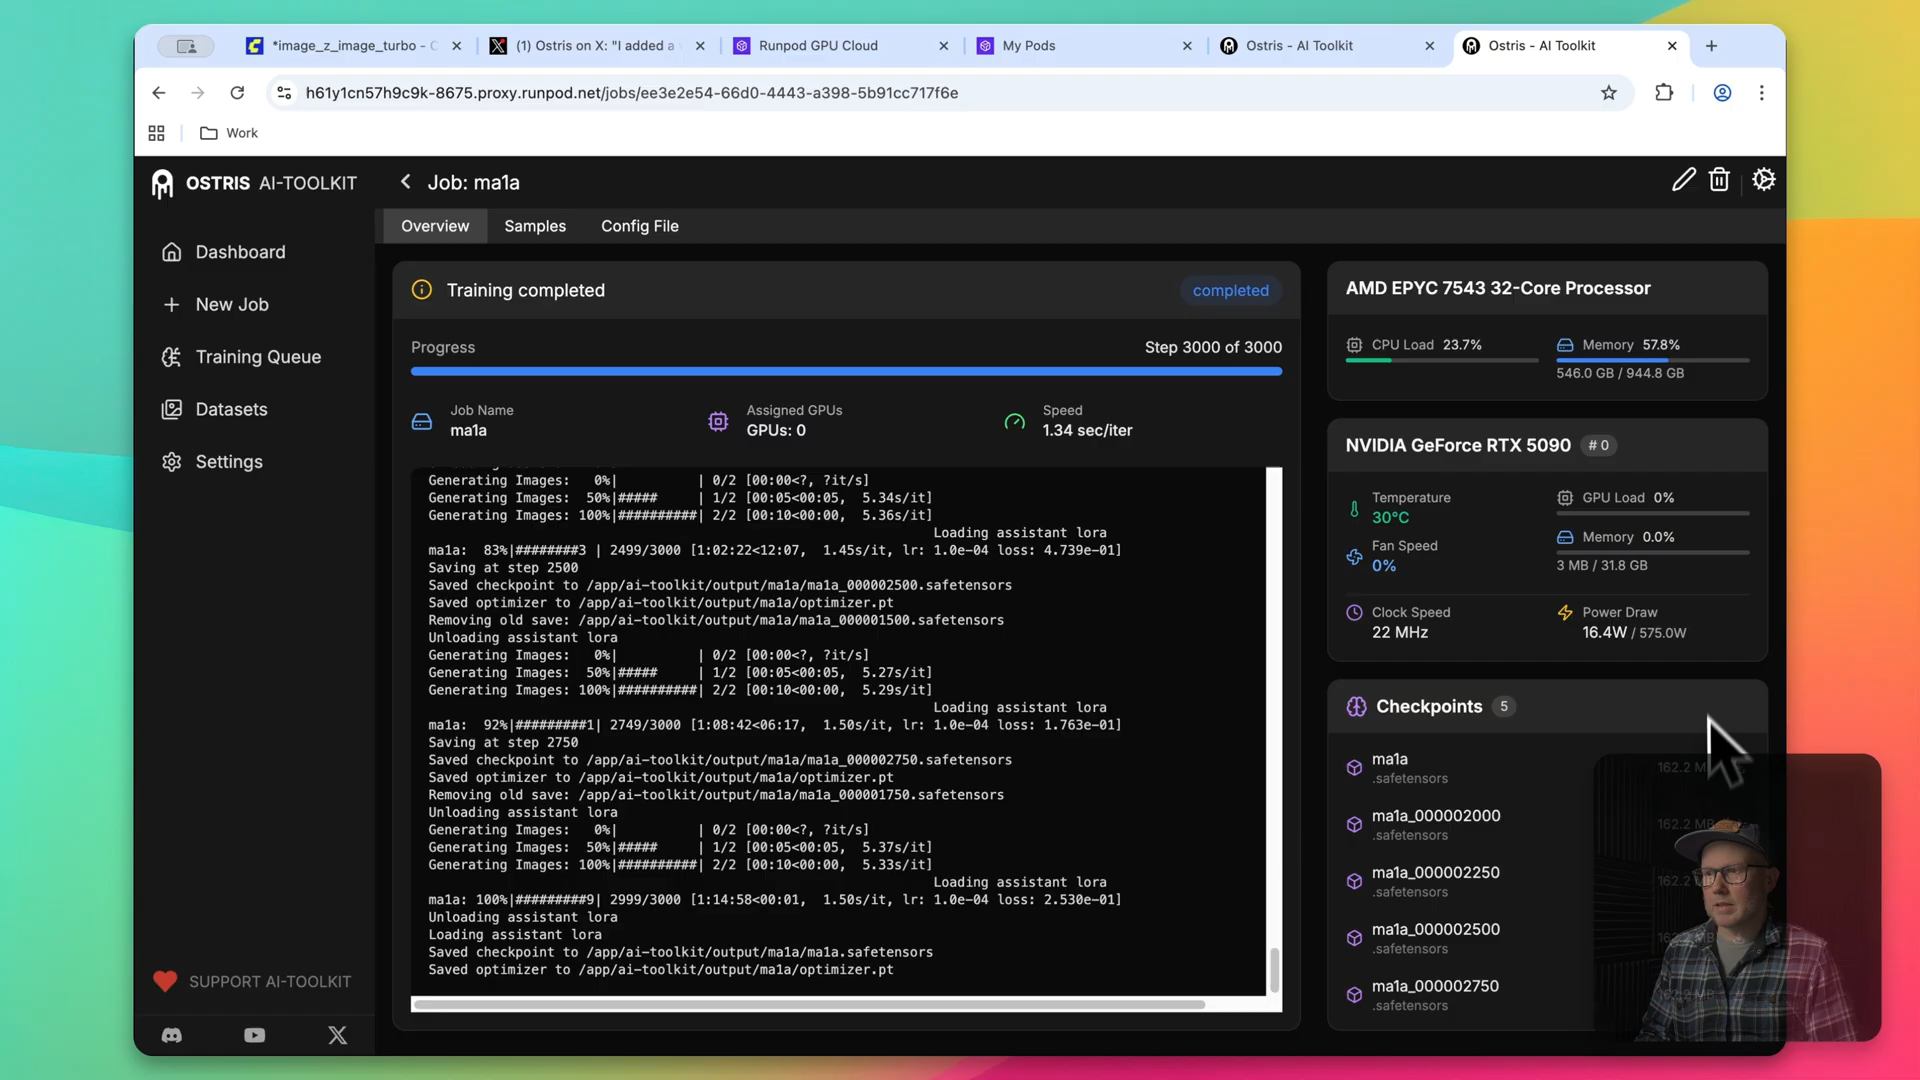 *image_z_image_turbo - C
(1) Ostris on X: "I added a
Runpod GPU Cloud
My Pods
Ostris - AI Toolkit
Ostris - AI Toolkit
h61y1cn57h9c9k-8675.proxy.runpod.net/jobs/ee3e2e54-66d0-4443-a398-5b91cc717f6e
Work
OSTRIS AI-TOOLKIT
Job: ma1a
Overview
Samples
Config File
Dashboard
New Job
Training Queue
Datasets
Settings
Training completed
completed
Progress
Step 3000 of 3000
Job Name
ma1a
Assigned GPUs
GPUs: 0
Speed
1.34 sec/iter
Generating Images:   0%|          | 0/2 [00:00<?, ?it/s]
Generating Images:  50%|#####     | 1/2 [00:05<00:05,  5.34s/it]
Generating Images: 100%|##########| 2/2 [00:10<00:00,  5.36s/it]
Loading assistant lora
ma1a:  83%|########3 | 2499/3000 [1:02:22<12:07,  1.45s/it, lr: 1.0e-04 loss: 4.739e-01]
Saving at step 2500
Saved checkpoint to /app/ai-toolkit/output/ma1a/ma1a_000002500.safetensors
Saved optimizer to /app/ai-toolkit/output/ma1a/optimizer.pt
Removing old save: /app/ai-toolkit/output/ma1a/ma1a_000001500.safetensors
Unloading assistant lora
Generating Images:   0%|          | 0/2 [00:00<?, ?it/s]
Generating Images:  50%|#####     | 1/2 [00:05<00:05,  5.27s/it]
Generating Images: 100%|##########| 2/2 [00:10<00:00,  5.29s/it]
Loading assistant lora
ma1a:  92%|#########1| 2749/3000 [1:08:42<06:17,  1.50s/it, lr: 1.0e-04 loss: 1.763e-01]
Saving at step 2750
Saved checkpoint to /app/ai-toolkit/output/ma1a/ma1a_000002750.safetensors
Saved optimizer to /app/ai-toolkit/output/ma1a/optimizer.pt
Removing old save: /app/ai-toolkit/output/ma1a/ma1a_000001750.safetensors
Unloading assistant lora
Generating Images:   0%|          | 0/2 [00:00<?, ?it/s]
Generating Images:  50%|#####     | 1/2 [00:05<00:05,  5.37s/it]
Generating Images: 100%|##########| 2/2 [00:10<00:00,  5.33s/it]
Loading assistant lora
ma1a: 100%|#########9| 2999/3000 [1:14:58<00:01,  1.50s/it, lr: 1.0e-04 loss: 2.530e-01]
Unloading assistant lora
Loading assistant lora
Saved checkpoint to /app/ai-toolkit/output/ma1a/ma1a.safetensors
Saved optimizer to /app/ai-toolkit/output/ma1a/optimizer.pt
AMD EPYC 7543 32-Core Processor
CPU Load 23.7%
Memory 57.8%
546.0 GB / 944.8 GB
NVIDIA GeForce RTX 5090 # 0
Temperature
30°C
GPU Load 0%
Fan Speed
0%
Memory 0.0%
3 MB / 31.8 GB
Clock Speed
22 MHz
Power Draw
16.4W / 575.0W
Checkpoints 5
ma1a
.safetensors
162.2 M
ma1a_000002000
.safetensors
162.2 M
ma1a_000002250
.safetensors
162.2
ma1a_000002500
.safetensors
ma1a_000002750
.safetensors
SUPPORT AI-TOOLKIT